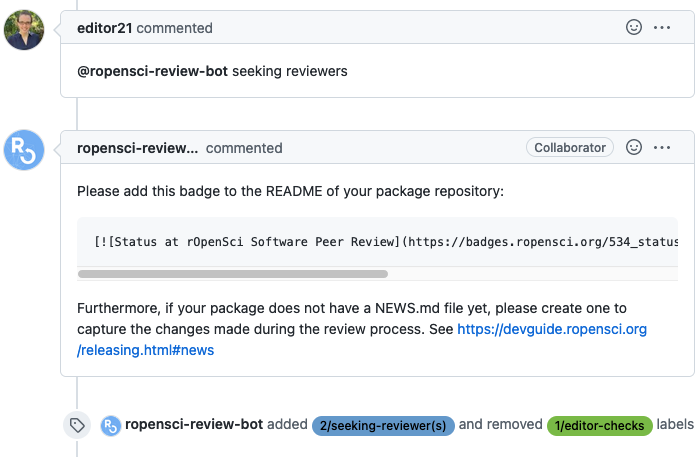 editor21 commented
@ropensci-review-bot seeking reviewers
ropensci-review... commented Collaborator
Please add this badge to the README of your package repository:
[![Status at rOpenSci Software Peer Review](https://badges.ropensci.org/534_status
Furthermore, if your package does not have a NEWS.md file yet, please create one to
capture the changes made during the review process. See https://devguide.ropensci.org
/releasing.html#news
ropensci-review-bot added 2/seeking-reviewer(s) and removed 1/editor-checks labels